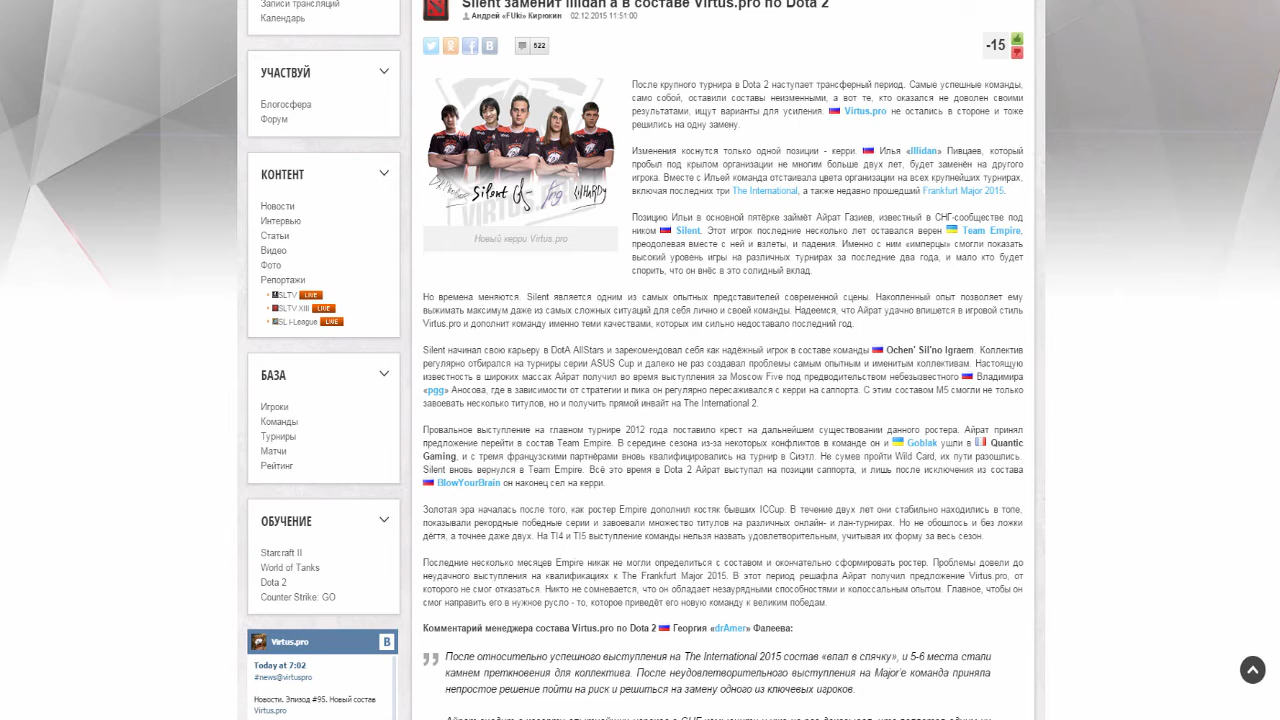 Записи трансляций
Календарь
УЧАСТВУЙ
Блогосфера
Форум
КОНТЕНТ
Новости
Интервью
Статьи
Видео
Фото
Репортажи
SLTV LIVE
SLTV XIII LIVE
SL i-League LIVE
БАЗА
Игроки
Команды
Турниры
Матчи
Рейтинг
ОБУЧЕНИЕ
Starcraft II
World of Tanks
Dota 2
Counter Strike: GO
Virtus.pro B
Today at 7:02
#news@virtuspro
Новости. Эпизод #95. Новый состав
Virtus.pro
Silent заменит Illidan'а в составе Virtus.pro по Dota 2
Андрей «FUki» Кирюкин 02.12.2015 11:51:00
522
-15
Silent
VIRTUS.PRO
Новый керри Virtus.pro
После крупного турнира в Dota 2 наступает трансферный период. Самые успешные команды,
само собой, оставили составы неизменными, а вот те, кто оказался не доволен своими
результатами, ищут варианты для усиления. Virtus.pro не остались в стороне и тоже
решились на одну замену.
Изменения коснутся только одной позиции - керри. Илья «Illidan» Пивцаев, который
пробыл под крылом организации не многим больше двух лет, будет заменён на другого
игрока. Вместе с Ильей команда отстаивала цвета организации на всех крупнейших турнирах,
включая последних три The International, а также недавно прошедший Frankfurt Major 2015.
Позицию Ильи в основной пятёрке займёт Айрат Газиев, известный в СНГ-сообществе под
ником Silent. Этот игрок последние несколько лет оставался верен Team Empire,
преодолевая вместе с ней и взлеты, и падения. Именно с ним «имперцы» смогли показать
высокий уровень игры на различных турнирах за последние два года, и мало кто будет
спорить, что он внёс в это солидный вклад.
Но времена меняются. Silent является одним из самых опытных представителей современной сцены. Накопленный опыт позволяет ему
выжимать максимум даже из самых сложных ситуаций для себя лично и своей команды. Надеемся, что Айрат удачно впишется в игровой стиль
Virtus.pro и дополнит команду именно теми качествами, которых им сильно недоставало последний год.
Silent начинал свою карьеру в DotA AllStars и зарекомендовал себя как надёжный игрок в составе команды Ochen' Sil'no Igraem. Коллектив
регулярно отбирался на турниры серии ASUS Cup и далеко не раз создавал проблемы самым опытным и именитым коллективам. Настоящую
известность в широких массах Айрат получил во время выступления за Moscow Five под предводительством небезызвестного Владимира
«pgg» Аносова, где в зависимости от стратегии и пика он регулярно пересаживался с керри на саппорта. С этим составом M5 смогли не только
завоевать несколько титулов, но и получить прямой инвайт на The International 2.
Провальное выступление на главном турнире 2012 года поставило крест на дальнейшем существовании данного ростера. Айрат принял
предложение перейти в состав Team Empire. В середине сезона из-за некоторых конфликтов в команде он и Goblak ушли в Quantic
Gaming, и с тремя французскими партнёрами вновь квалифицировались на турнир в Сиэтл. Не сумев пройти Wild Card, их пути разошлись.
Silent вновь вернулся в Team Empire. Всё это время в Dota 2 Айрат выступал на позиции саппорта, и лишь после исключения из состава
BlowYourBrain он наконец сел на керри.
Золотая эра началась после того, как ростер Empire дополнил костяк бывших ICCup. В течение двух лет они стабильно находились в топе,
показывали рекордные победные серии и завоевали множество титулов на различных онлайн- и лан-турнирах. Но не обошлось и без ложки
дёгтя, а точнее даже двух. На TI4 и TI5 выступление команды нельзя назвать удовлетворительным, учитывая их форму за весь сезон.
Последние несколько месяцев Empire никак не могли определиться с составом и окончательно сформировать ростер. Проблемы довели до
неудачного выступления на квалификациях к The Frankfurt Major 2015. В этот период решафла Айрат получил предложение Virtus.pro, от
которого не смог отказаться. Никто не сомневается, что он обладает незаурядными способностями и колоссальным опытом. Главное, чтобы он
смог направить его в нужное русло - то, которое приведёт его новую команду к великим победам.
Комментарий менеджера состава Virtus.pro по Dota 2 Георгия «drAmer» Фалеева:
После относительно успешного выступления на The International 2015 состав «впал в спячку», и 5-6 места стали
камнем преткновения для коллектива. После неудовлетворительного выступления на Major'е команда приняла
непростое решение пойти на риск и решиться на замену одного из ключевых игроков.